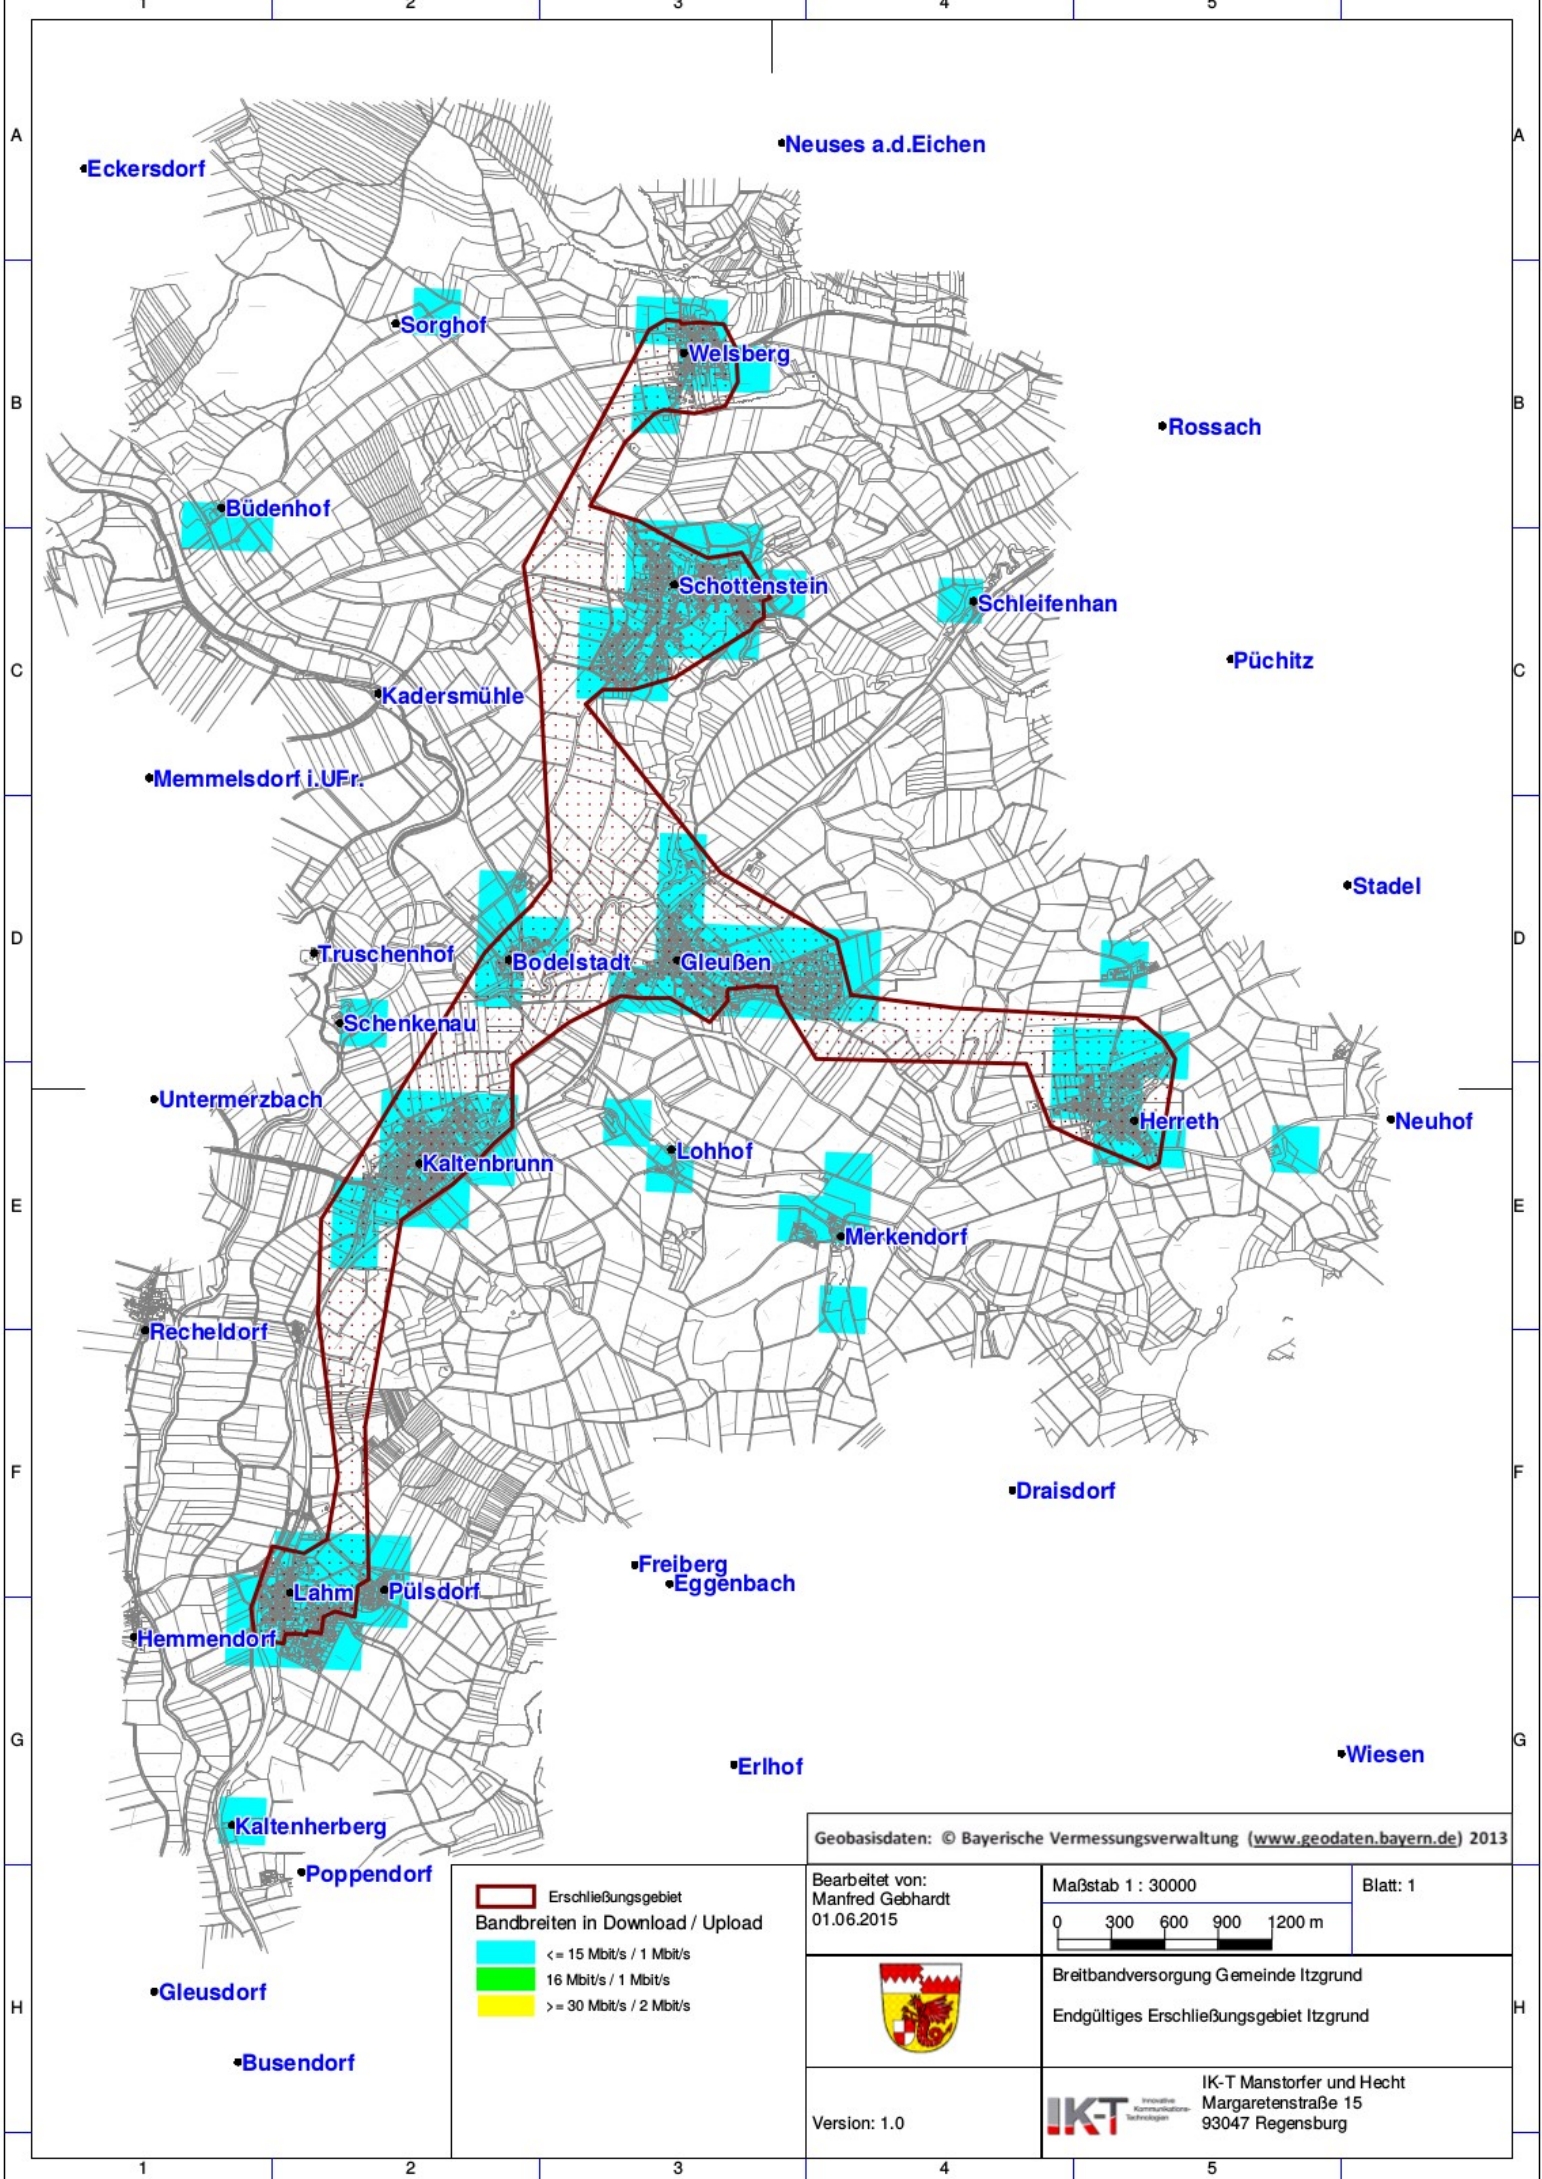 1 2 3 4 5
A A
Neuses a.d.Eichen
Eckersdorf
Sorghof
Welsberg
B B
Rossach
Büdenhof
Schottenstein
Schleifenhan
Püchitz
C C
Kadersmühle
Memmelsdorf i.UFr.
Stadel
D D
Truschenhof
Bodelstadt
Gleußen
Schenkenau
Untermerzbach
Herreth
Neuhof
Lohhof
Kaltenbrunn
E E
Merkendorf
Recheldorf
F F
Draisdorf
Freiberg
Eggenbach
Lahm
Pülsdorf
Hemmendorf
G G
Wiesen
Erlhof
Kaltenherberg
Poppendorf
Gleusdorf
H H
Busendorf
Geobasisdaten: © Bayerische Vermessungsverwaltung (www.geodaten.bayern.de) 2013
Erschließungsgebiet
Bandbreiten in Download / Upload
<= 15 Mbit/s / 1 Mbit/s
16 Mbit/s / 1 Mbit/s
>= 30 Mbit/s / 2 Mbit/s
Bearbeitet von:
Manfred Gebhardt
01.06.2015
Maßstab 1 : 30000
0 300 600 900 1200 m
Blatt: 1
Breitbandversorgung Gemeinde Itzgrund
Endgültiges Erschließungsgebiet Itzgrund
Version: 1.0
IK-T
Innovative
Kommunikations-
Technologien
IK-T Manstorfer und Hecht
Margaretenstraße 15
93047 Regensburg
1 2 3 4 5